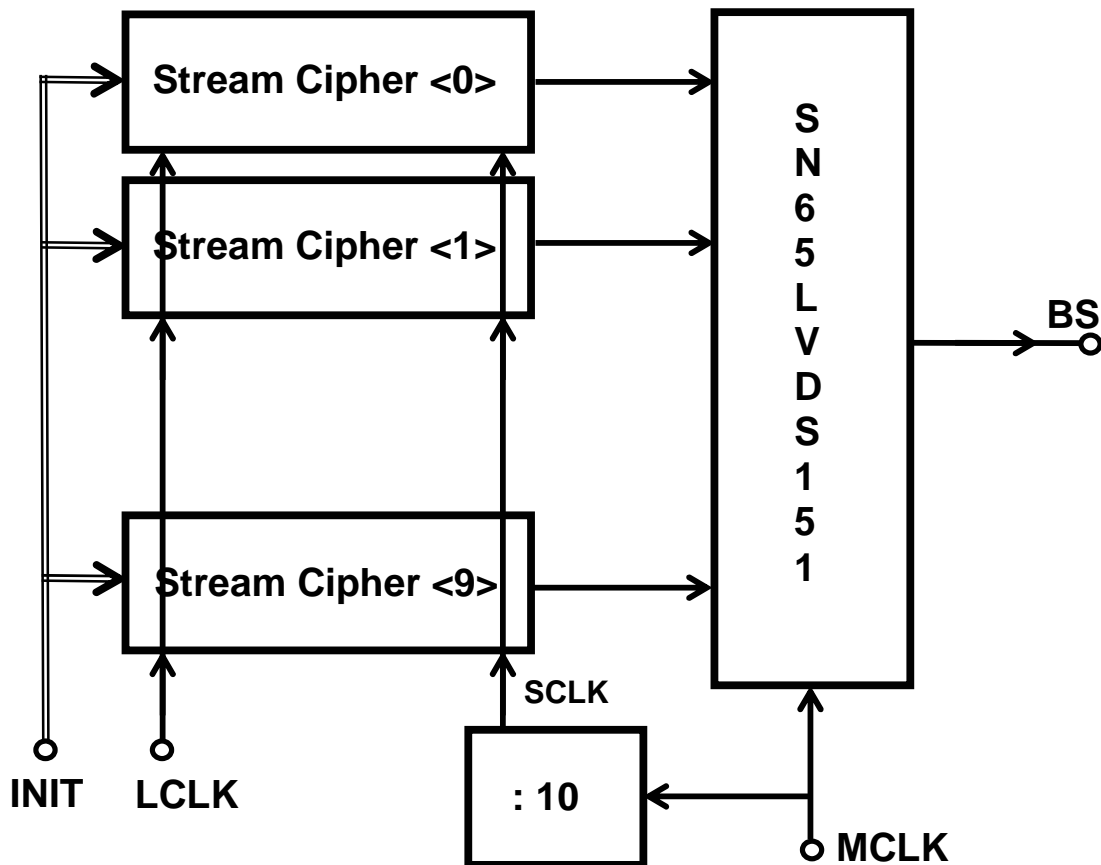 Stream Cipher <0>
Stream Cipher <1>
Stream Cipher <9>
S
N
6
5
L
V
D
S
1
5
1
BS
SCLK
INIT
LCLK
: 10
MCLK